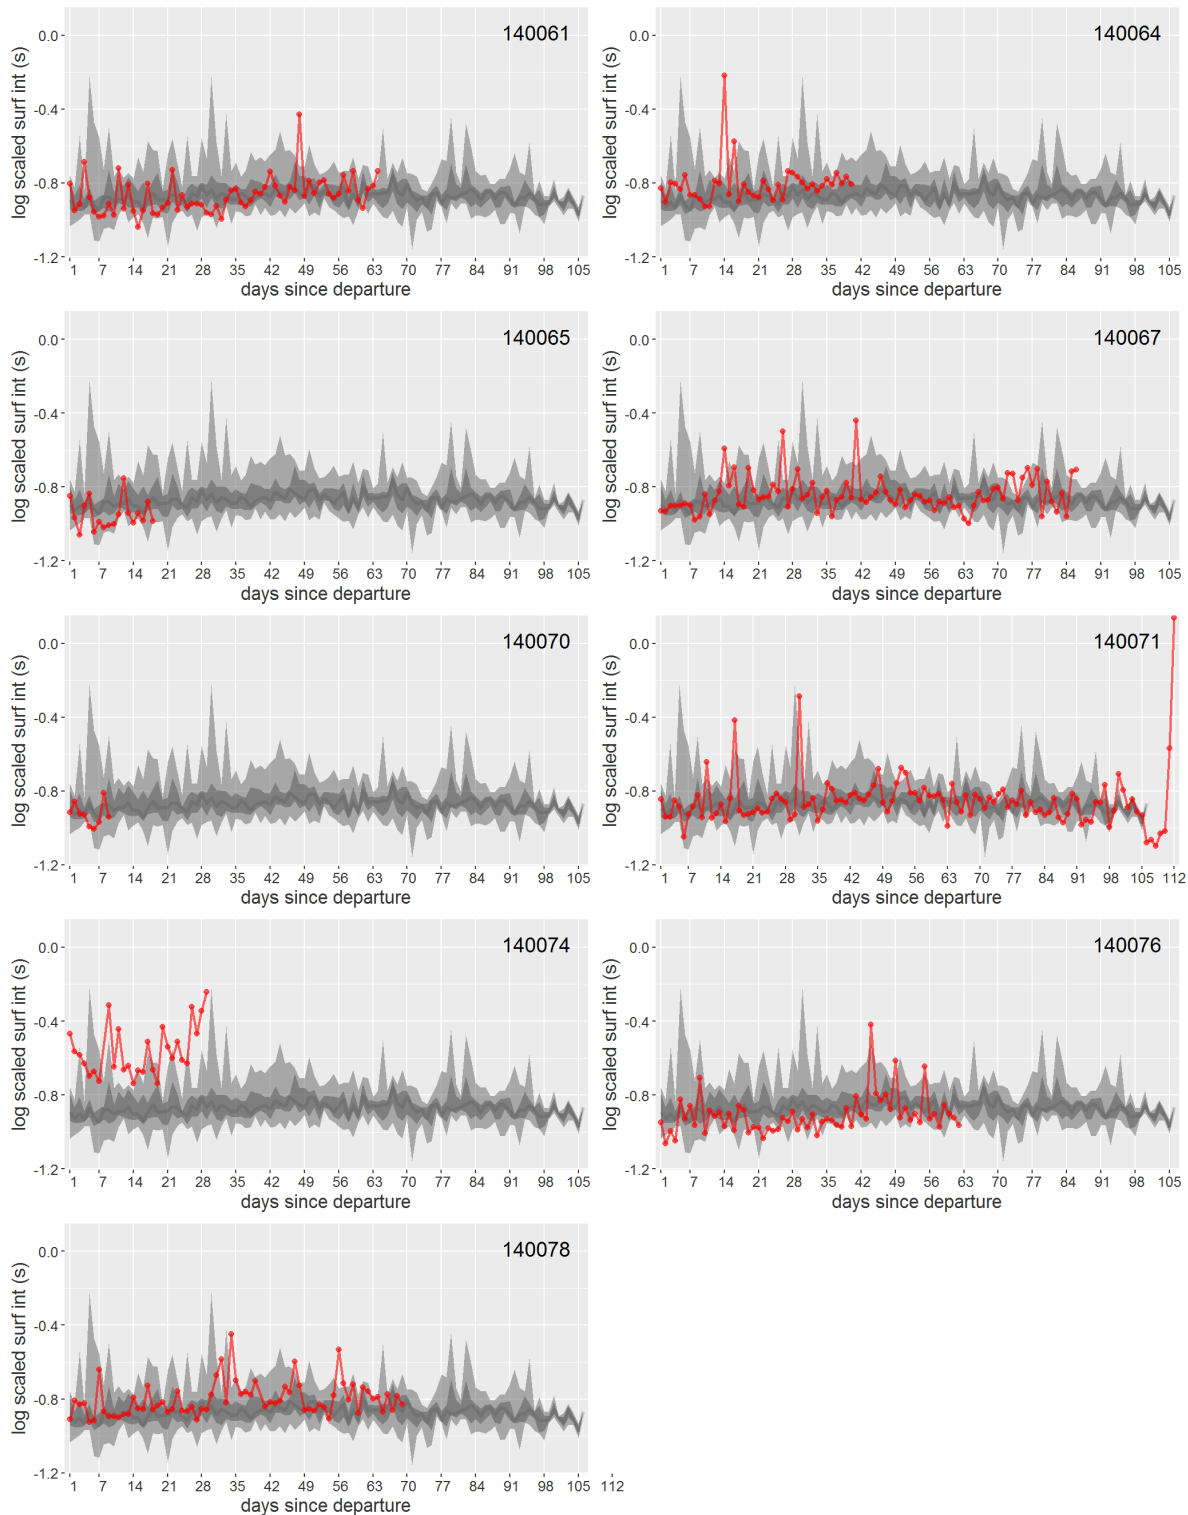 140061
log scaled surf int (s)
0.0
-0.4
-0.8
-1.2
1 7 14 21 28 35 42 49 56 63 70 77 84 91 98 105
days since departure
140064
log scaled surf int (s)
0.0
-0.4
-0.8
-1.2
1 7 14 21 28 35 42 49 56 63 70 77 84 91 98 105
days since departure
140065
log scaled surf int (s)
0.0
-0.4
-0.8
-1.2
1 7 14 21 28 35 42 49 56 63 70 77 84 91 98 105
days since departure
140067
log scaled surf int (s)
0.0
-0.4
-0.8
-1.2
1 7 14 21 28 35 42 49 56 63 70 77 84 91 98 105
days since departure
140070
log scaled surf int (s)
0.0
-0.4
-0.8
-1.2
1 7 14 21 28 35 42 49 56 63 70 77 84 91 98 105
days since departure
140071
log scaled surf int (s)
0.0
-0.4
-0.8
-1.2
1 7 14 21 28 35 42 49 56 63 70 77 84 91 98 105 112
days since departure
140074
log scaled surf int (s)
0.0
-0.4
-0.8
-1.2
1 7 14 21 28 35 42 49 56 63 70 77 84 91 98 105
days since departure
140076
log scaled surf int (s)
0.0
-0.4
-0.8
-1.2
1 7 14 21 28 35 42 49 56 63 70 77 84 91 98 105
days since departure
140078
log scaled surf int (s)
0.0
-0.4
-0.8
-1.2
1 7 14 21 28 35 42 49 56 63 70 77 84 91 98 105 112
days since departure